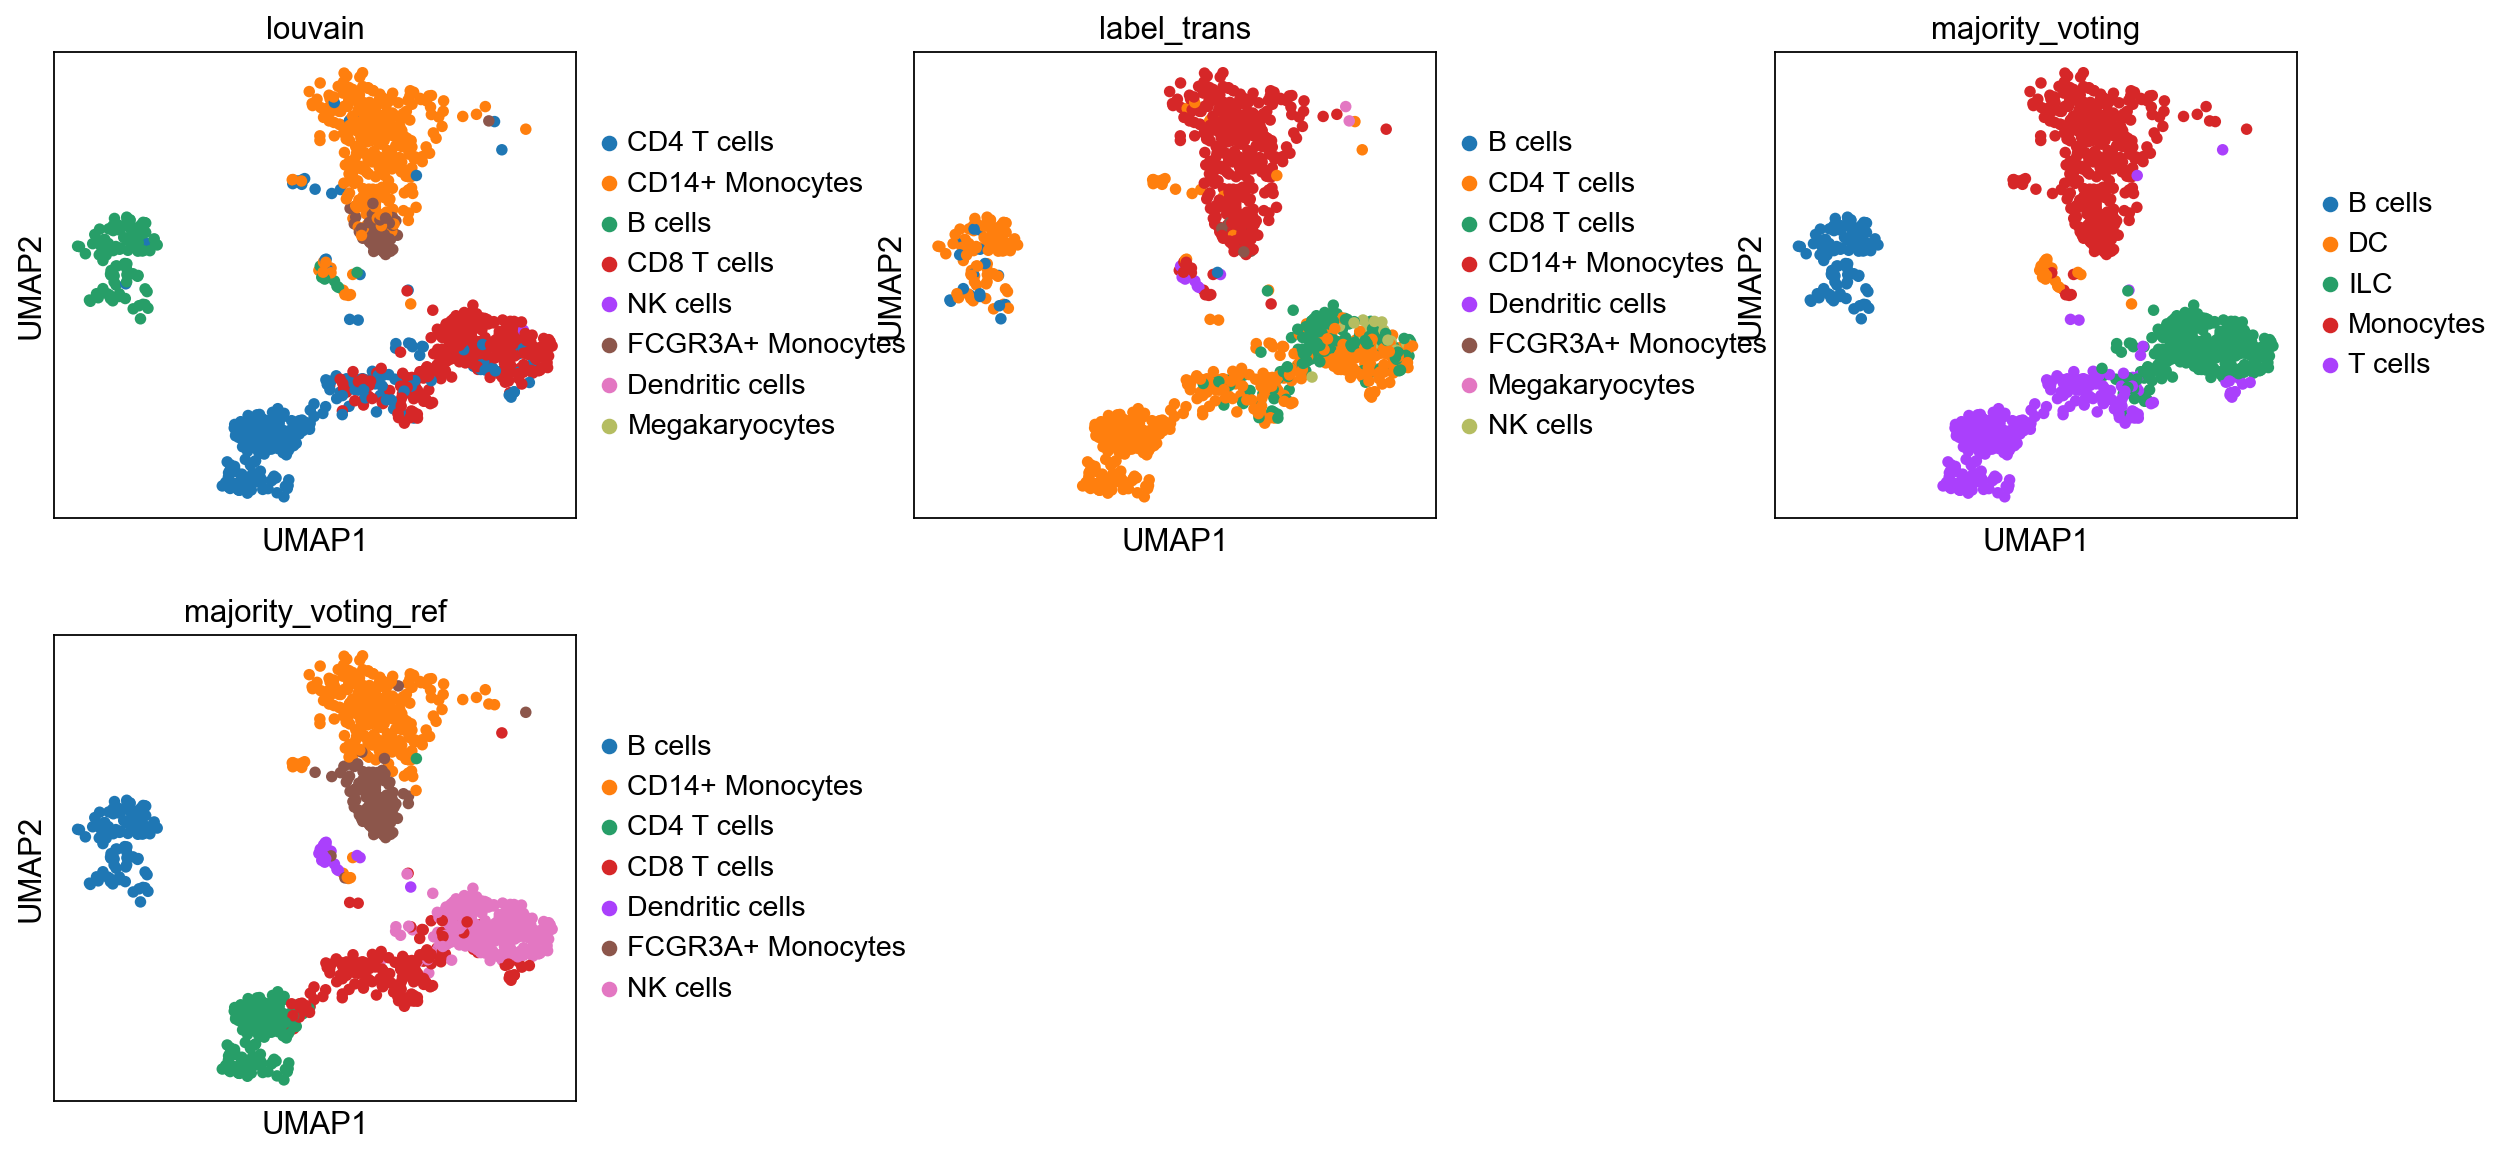 louvain
UMAP2
UMAP1
CD4 T cells
CD14+ Monocytes
B cells
CD8 T cells
NK cells
FCGR3A+ Monocytes
Dendritic cells
Megakaryocytes
label_trans
UMAP2
UMAP1
B cells
CD4 T cells
CD8 T cells
CD14+ Monocytes
Dendritic cells
FCGR3A+ Monocytes
Megakaryocytes
NK cells
majority_voting
UMAP2
UMAP1
B cells
DC
ILC
Monocytes
T cells
majority_voting_ref
UMAP2
UMAP1
B cells
CD14+ Monocytes
CD4 T cells
CD8 T cells
Dendritic cells
FCGR3A+ Monocytes
NK cells